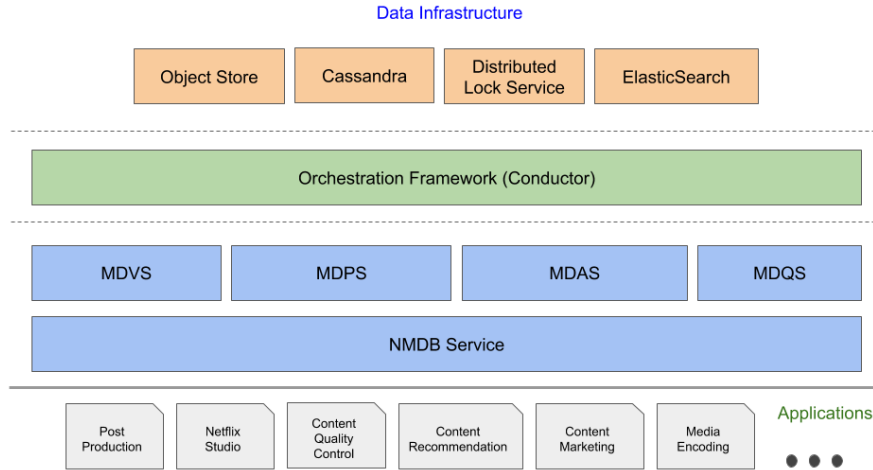 Data Infrastructure
Object Store
Cassandra
Distributed
Lock Service
ElasticSearch
Orchestration Framework (Conductor)
MDVS
MDPS
MDAS
MDQS
NMDB Service
Post
Production
Netflix
Studio
Content
Quality
Control
Content
Recommendation
Content
Marketing
Media
Encoding
Applications